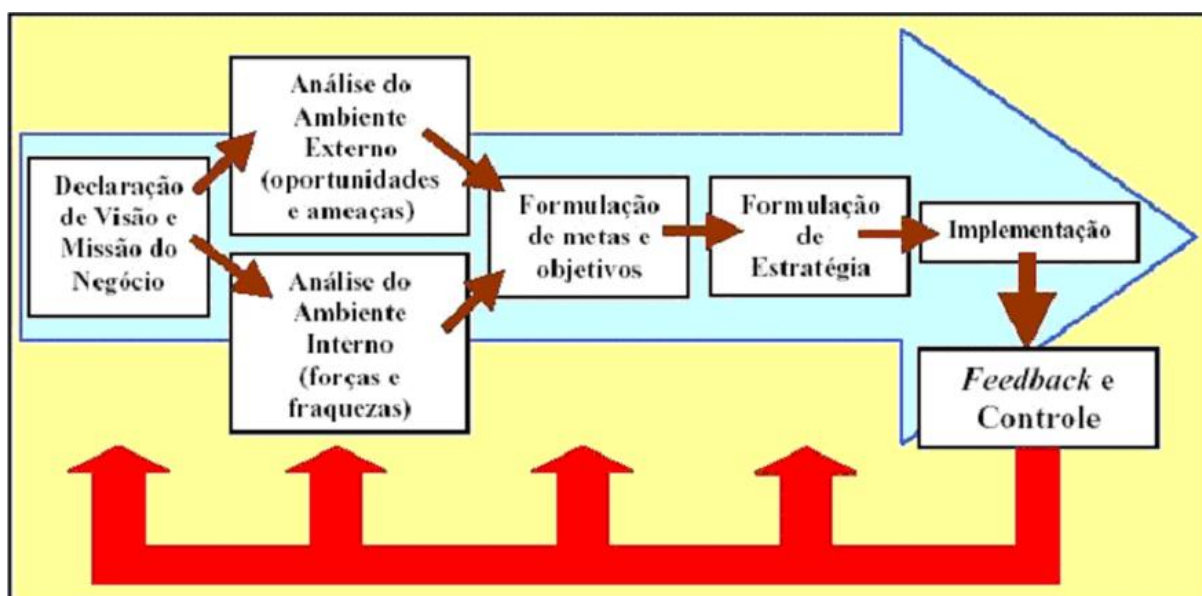 Declaração
de Visão e
Missão do
Negócio
Análise do
Ambiente
Externo
(oportunidades
e ameaças)
Análise do
Ambiente
Interno
(forças e
fraquezas)
Formulação
de metas e
objetivos
Formulação
de
Estratégia
Implementação
Feedback e
Controle